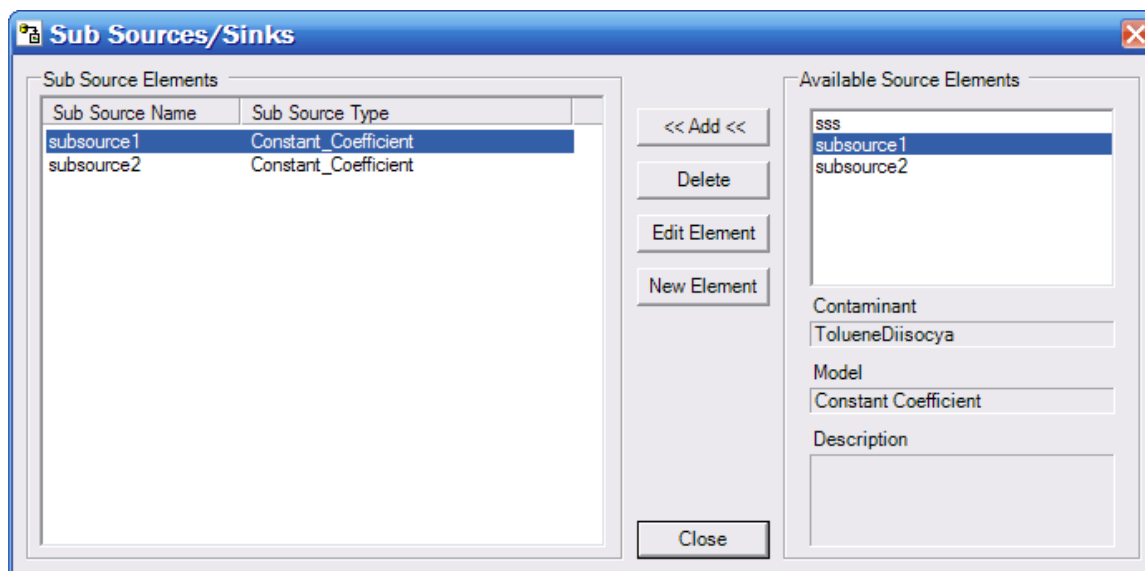 Sub Sources/Sinks
Sub Source Elements
Sub Source Name Sub Source Type
subsource1 Constant_Coefficient
subsource2 Constant_Coefficient
<< Add <<
Delete
Edit Element
New Element
Close
Available Source Elements
sss
subsource1
subsource2
Contaminant
TolueneDiisocya
Model
Constant Coefficient
Description